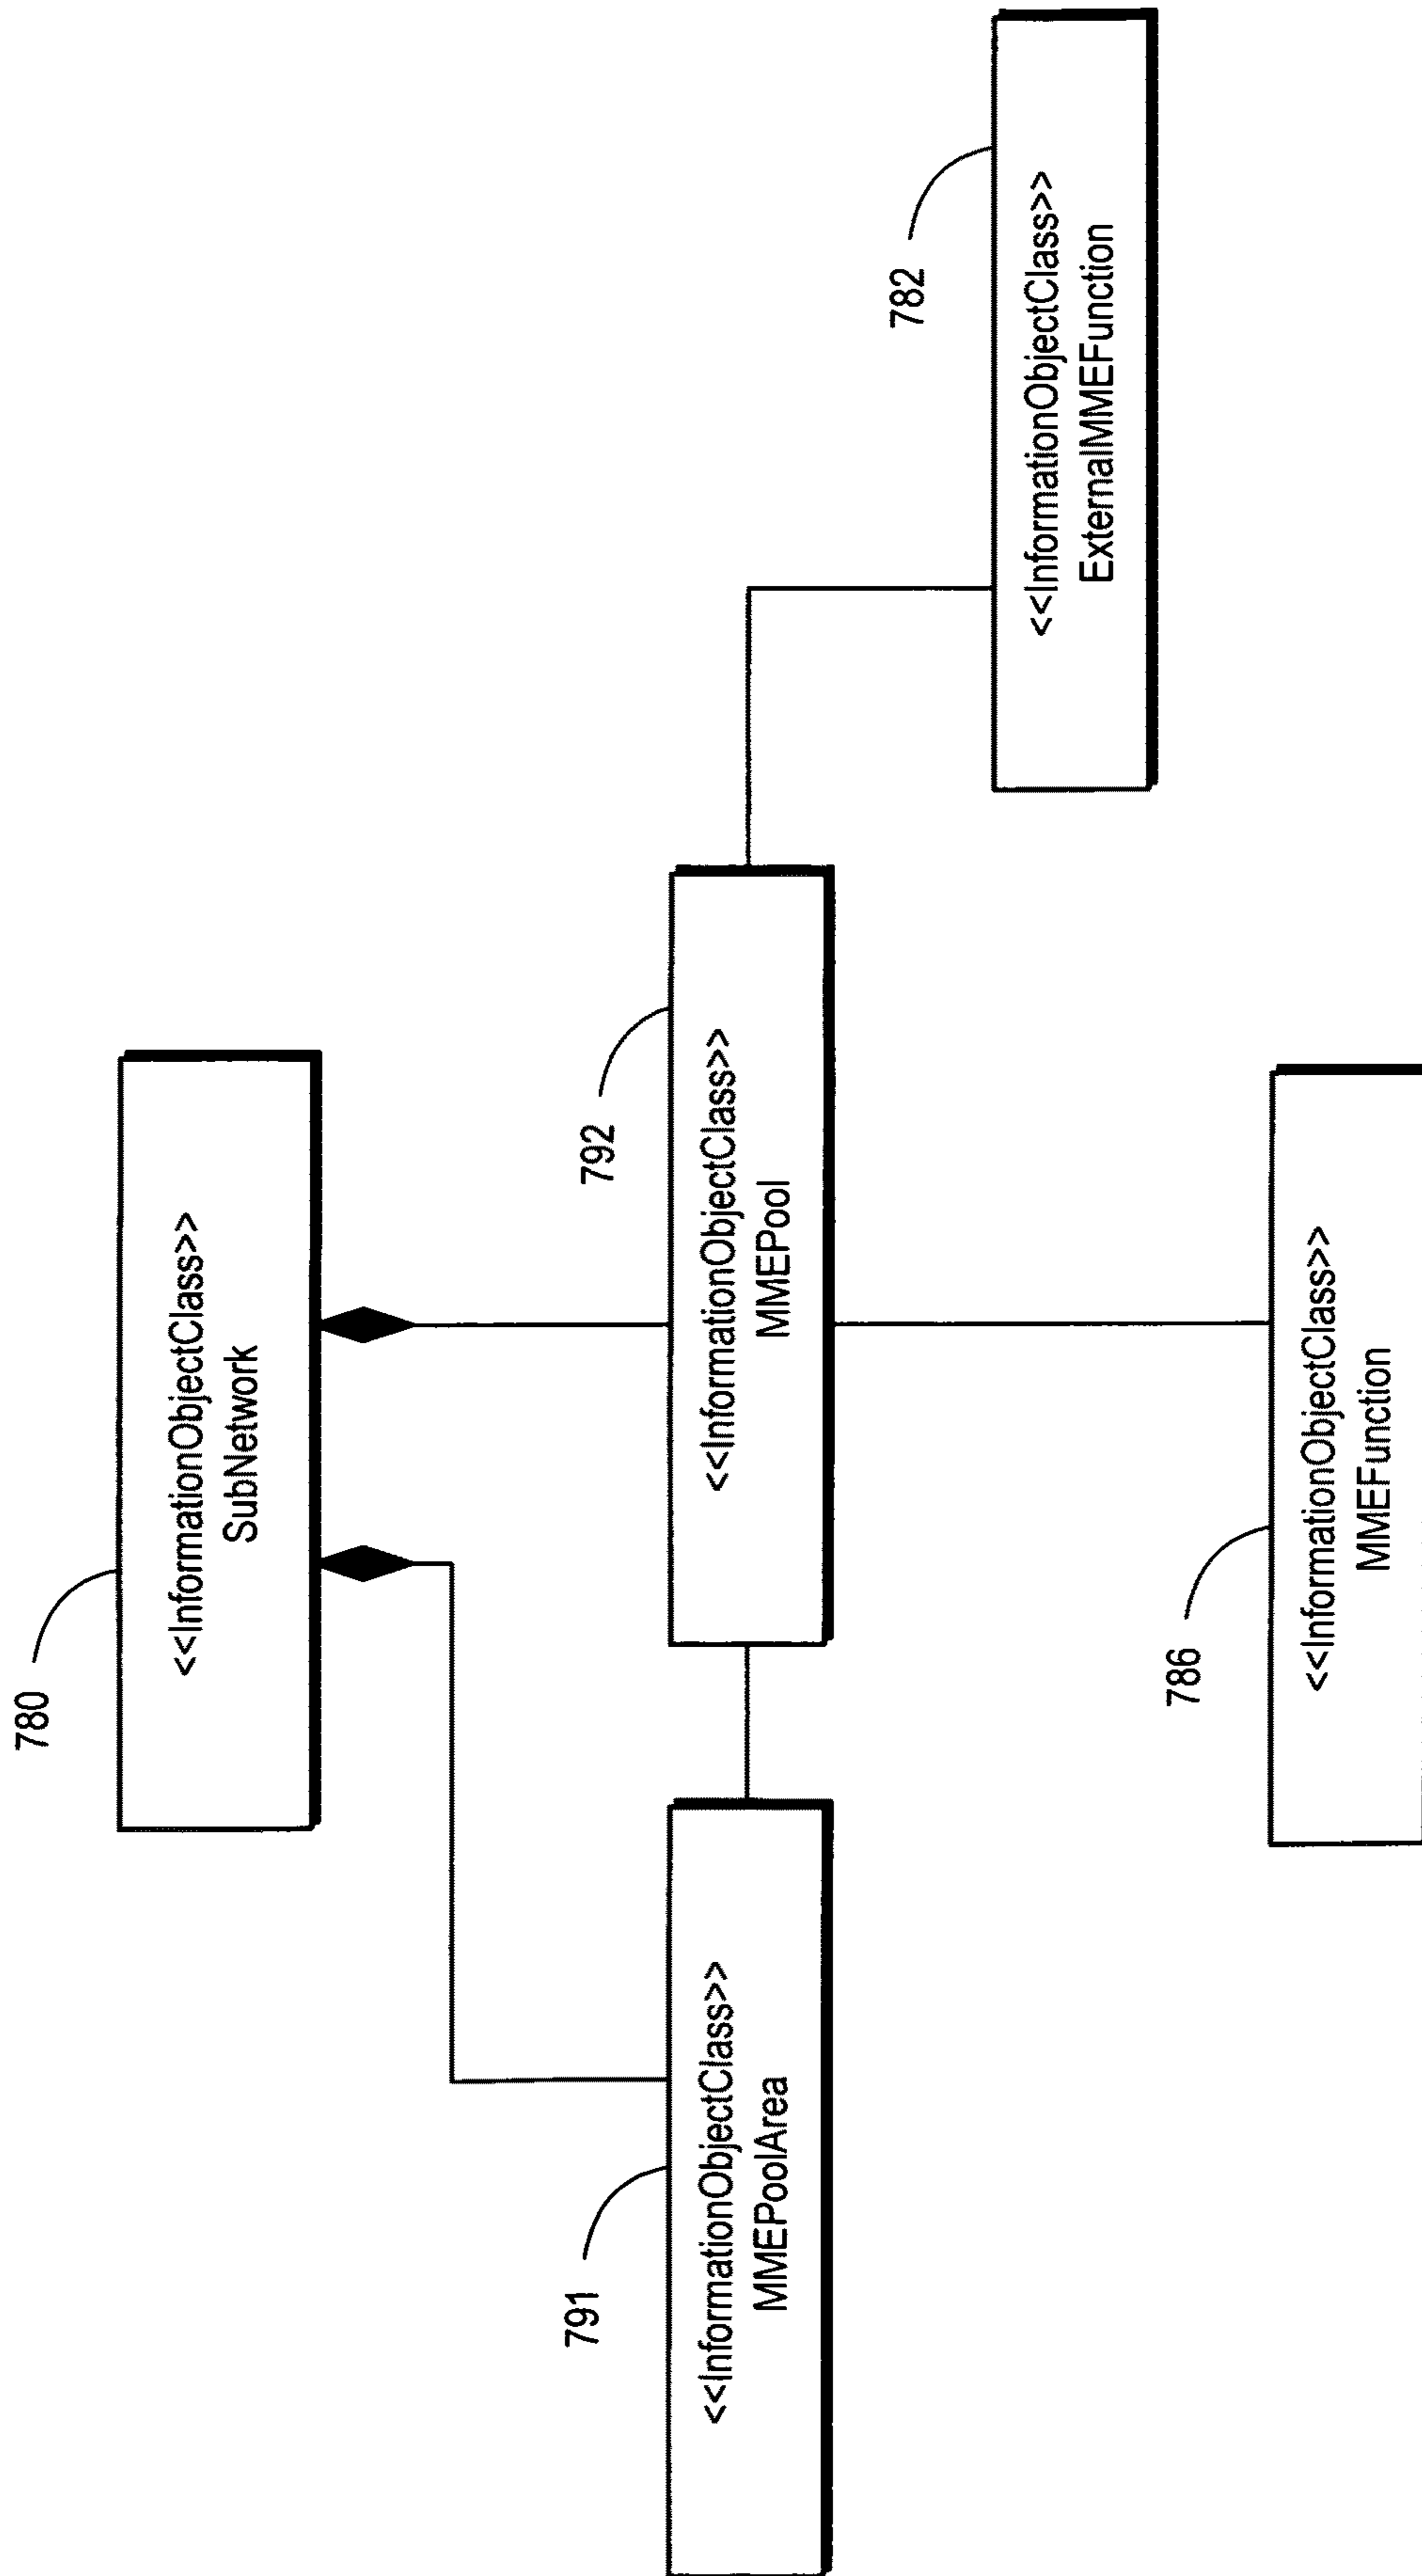 780
<<InformationObjectClass>>
SubNetwork
791
<<InformationObjectClass>>
MMEPoolArea
792
<<InformationObjectClass>>
MMEPool
782
<<InformationObjectClass>>
ExternalMMEFunction
786
<<InformationObjectClass>>
MMEFunction